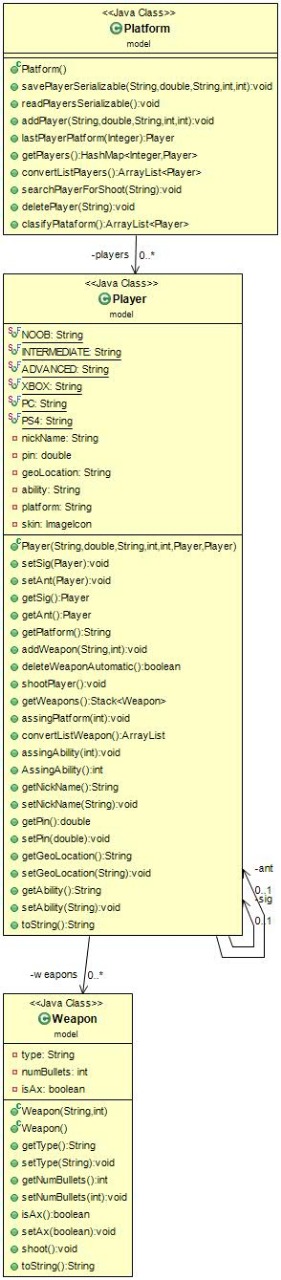 <<Java Class>>
Platform
model
Platform()
savePlayerSerializable(String,double,String,int,int):void
readPlayersSerializable():void
addPlayer(String,double,String,int,int):void
lastPlayerPlatform(Integer):Player
getPlayers():HashMap<Integer,Player>
convertListPlayers():ArrayList<Player>
searchPlayerForShoot(String):void
deletePlayer(String):void
clasifyPlataform():ArrayList<Player>
-players 0..*
<<Java Class>>
Player
model
NOOB: String
INTERMEDIATE: String
ADVANCED: String
XBOX: String
PC: String
PS4: String
nickName: String
pin: double
geoLocation: String
ability: String
platform: String
skin: ImageIcon
Player(String,double,String,int,int,Player,Player)
setSig(Player):void
setAnt(Player):void
getSig():Player
getAnt():Player
getPlatform():String
addWeapon(String,int):void
deleteWeaponAutomatic():boolean
shootPlayer():void
getWeapons():Stack<Weapon>
assingPlatform(int):void
convertListWeapon():ArrayList
assingAbility(int):void
AssingAbility():int
getNickName():String
setNickName(String):void
getPin():double
setPin(double):void
getGeoLocation():String
setGeoLocation(String):void
getAbility():String
setAbility(String):void
toString():String
-ant
0..1
-sig
0..1
-w eapons 0..*
<<Java Class>>
Weapon
model
type: String
numBullets: int
isAx: boolean
Weapon(String,int)
Weapon()
getType():String
setType(String):void
getNumBullets():int
setNumBullets(int):void
isAx():boolean
setAx(boolean):void
shoot():void
toString():String